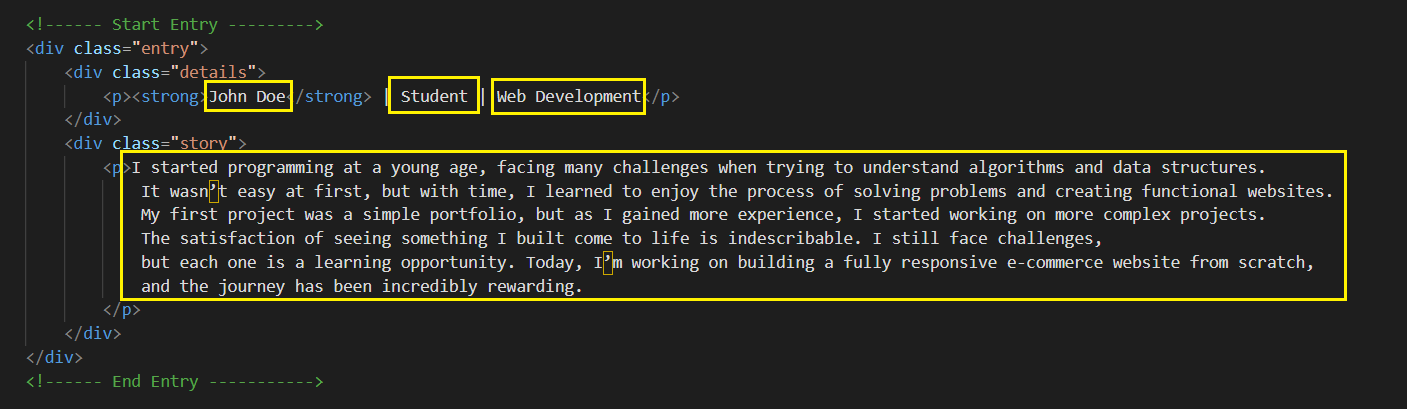 <!------ Start Entry --------->
<div class="entry">
<div class="details">
<p><strong>John Doe</strong> | Student | Web Development</p>
</div>
<div class="story">
<p>I started programming at a young age, facing many challenges when trying to understand algorithms and data structures.
It wasn’t easy at first, but with time, I learned to enjoy the process of solving problems and creating functional websites.
My first project was a simple portfolio, but as I gained more experience, I started working on more complex projects.
The satisfaction of seeing something I built come to life is indescribable. I still face challenges,
but each one is a learning opportunity. Today, I’m working on building a fully responsive e-commerce website from scratch,
and the journey has been incredibly rewarding.
</p>
</div>
</div>
<!------ End Entry ----------->